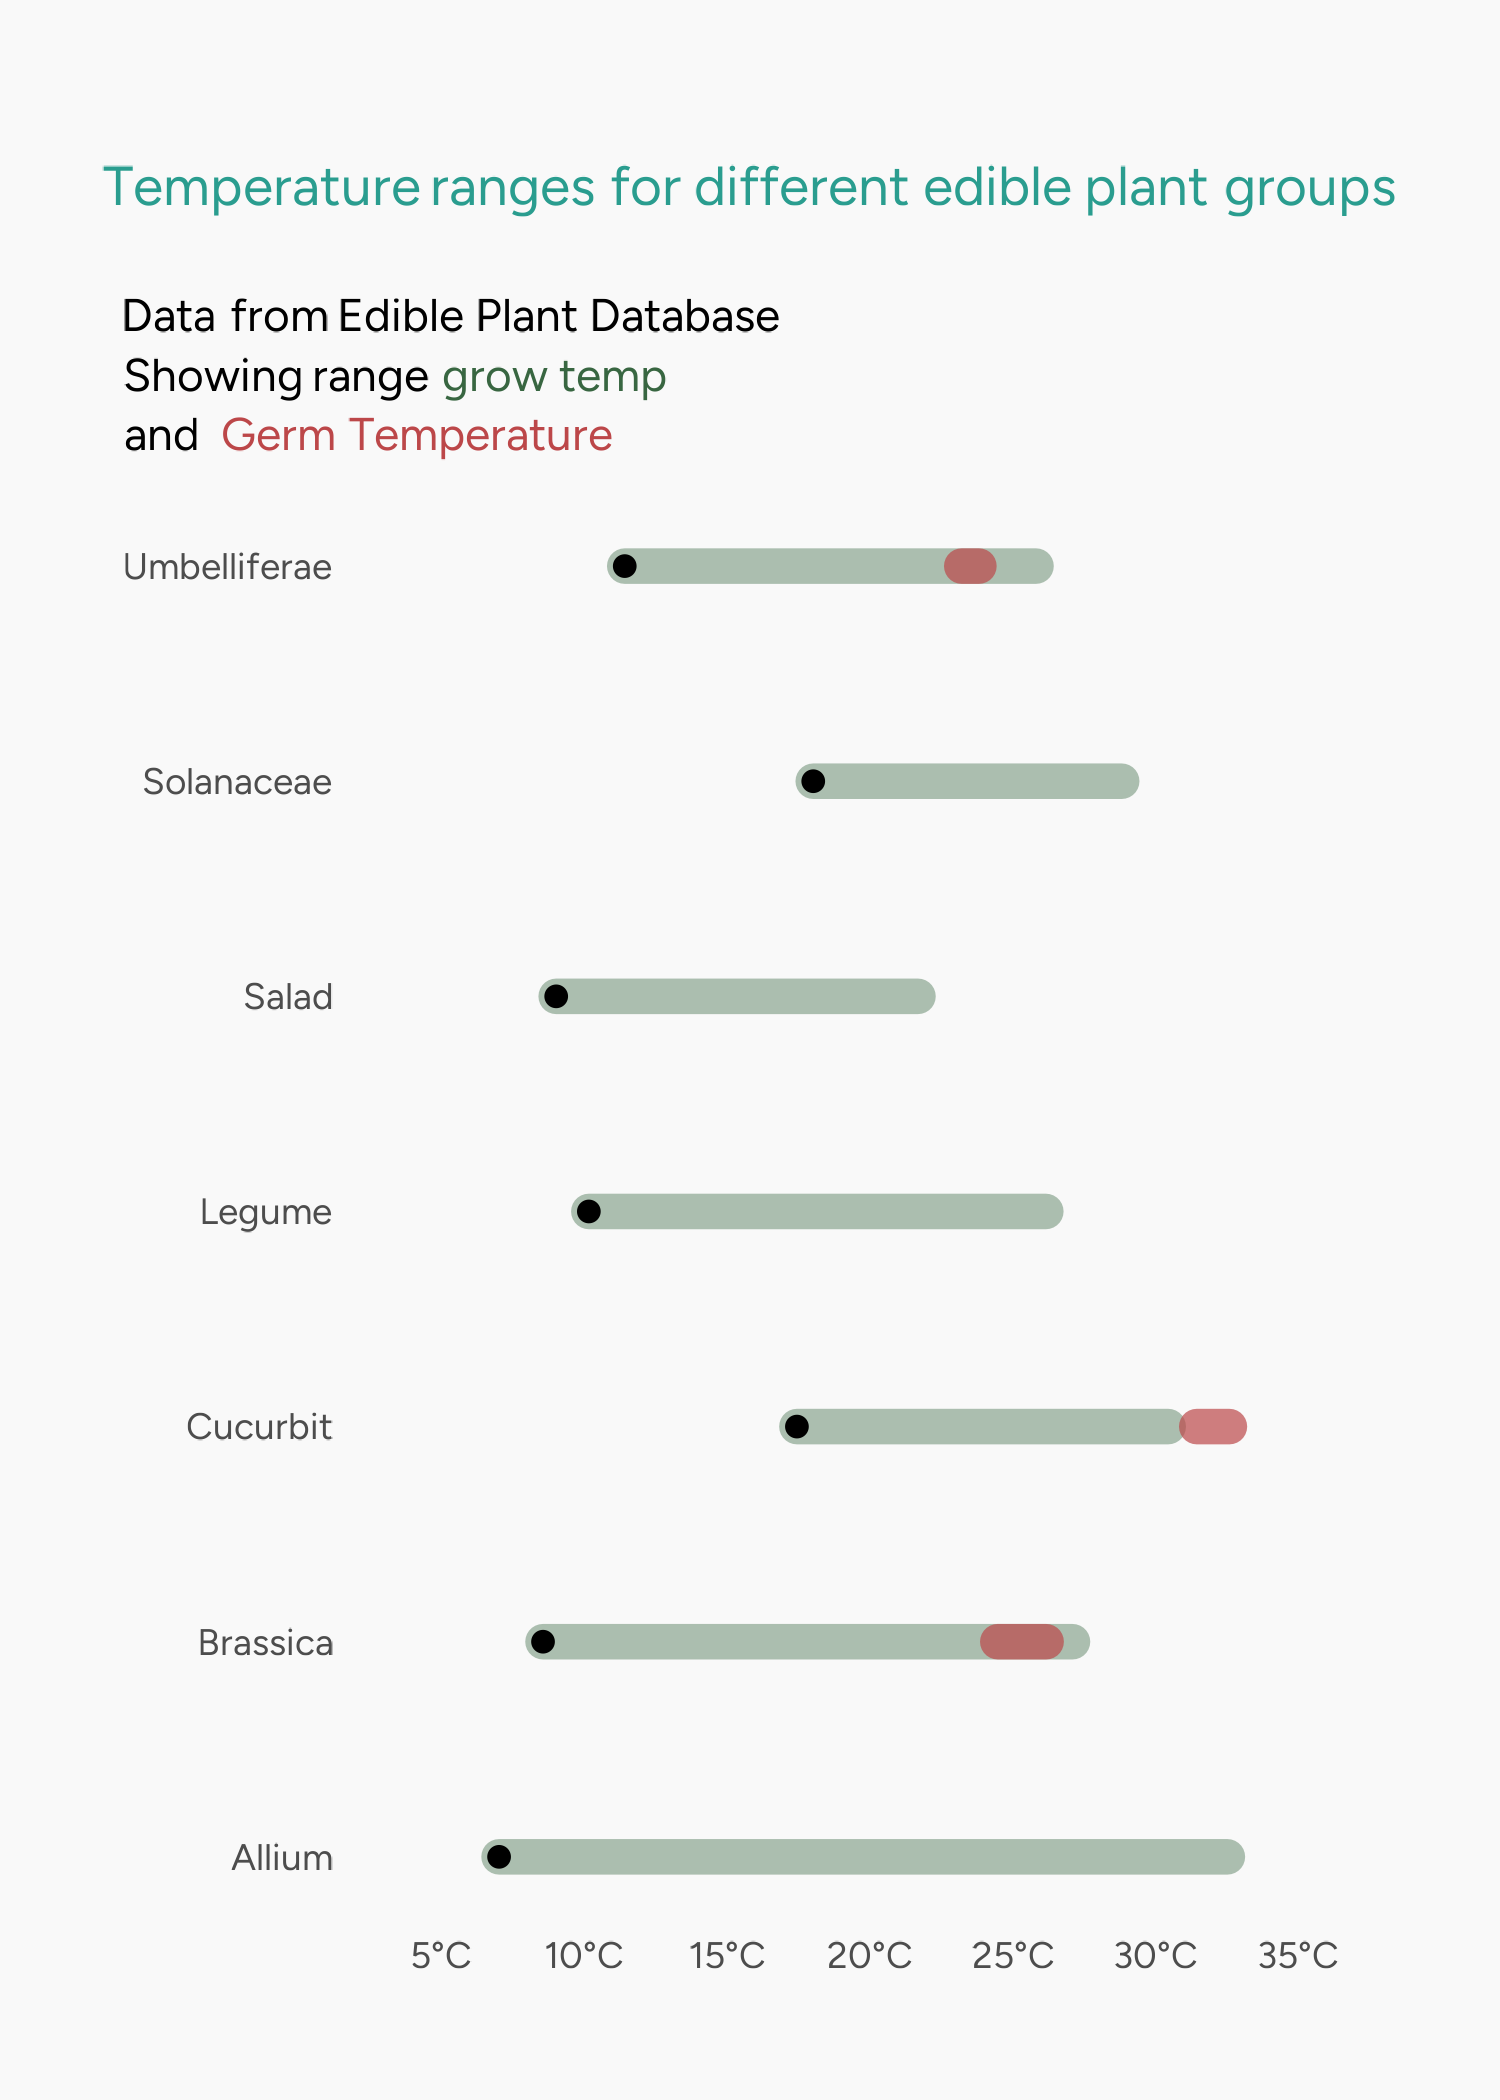 Temperature ranges for different edible plant groups
Data from Edible Plant Database
Showing range grow temp
and Germ Temperature
Umbelliferae
Solanaceae
Salad
Legume
Cucurbit
Brassica
Allium
5°C 10°C 15°C 20°C 25°C 30°C 35°C